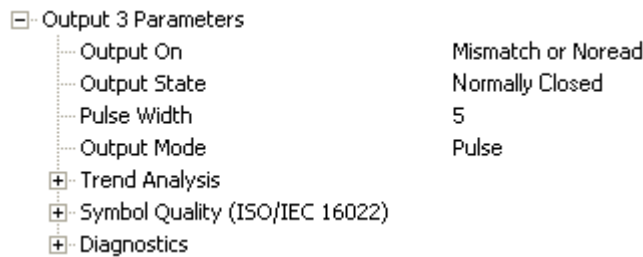 Output 3 Parameters
Output On Mismatch or Noread
Output State Normally Closed
Pulse Width 5
Output Mode Pulse
Trend Analysis
Symbol Quality (ISO/IEC 16022)
Diagnostics